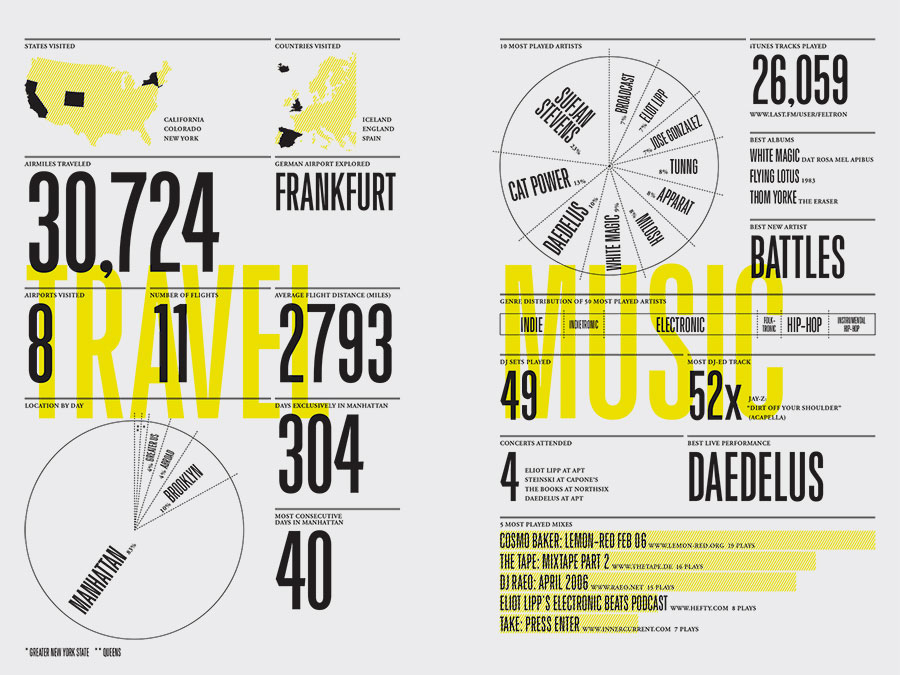 STATES VISITED
CALIFORNIA
COLORADO
NEW YORK
COUNTRIES VISITED
ICELAND
ENGLAND
SPAIN
AIRMILES TRAVELED
30,724
GERMAN AIRPORT EXPLORED
FRANKFURT
TRAVEL
AIRPORTS VISITED
8
NUMBER OF FLIGHTS
11
AVERAGE FLIGHT DISTANCE (MILES)
2793
LOCATION BY DAY
* **
4% GREATER US
4% ABROAD
10% BROOKLYN
MANHATTAN 83%
DAYS EXCLUSIVELY IN MANHATTAN
304
MOST CONSECUTIVE
DAYS IN MANHATTAN
40
* GREATER NEW YORK STATE ** QUEENS
10 MOST PLAYED ARTISTS
7% BROADCAST
7% ELIOT LIPP
7% JOSE GONZALEZ
8% TUNNG
8% APPARAT
8% MILOSH
WHITE MAGIC 9%
DAEDELUS 10%
CAT POWER 13%
SUFJAN
STEVENS 23%
iTUNES TRACKS PLAYED
26,059
WWW.LAST.FM/USER/FELTRON
BEST ALBUMS
WHITE MAGIC DAT ROSA MEL APIBUS
FLYING LOTUS 1983
THOM YORKE THE ERASER
BEST NEW ARTIST
BATTLES
MUSIC
GENRE DISTRIBUTION OF 50 MOST PLAYED ARTISTS
INDIE
INDIETRONIC
ELECTRONIC
FOLK-
TRONIC
HIP-HOP
INSTRUMENTAL
HIP-HOP
DJ SETS PLAYED
49
MOST DJ-ED TRACK
52x
JAY-Z:
"DIRT OFF YOUR SHOULDER"
(ACAPELLA)
CONCERTS ATTENDED
4
ELIOT LIPP AT APT
STEINSKI AT CAPONE'S
THE BOOKS AT NORTHSIX
DAEDELUS AT APT
BEST LIVE PERFORMANCE
DAEDELUS
5 MOST PLAYED MIXES
COSMO BAKER: LEMON-RED FEB 06 WWW.LEMON-RED.ORG 19 PLAYS
THE TAPE: MIXTAPE PART 2 WWW.THETAPE.DE 16 PLAYS
DJ RAEO: APRIL 2006 WWW.RAEO.NET 15 PLAYS
ELIOT LIPP'S ELECTRONIC BEATS PODCAST WWW.HEFTY.COM 8 PLAYS
TAKE: PRESS ENTER WWW.INNERCURRENT.COM 7 PLAYS